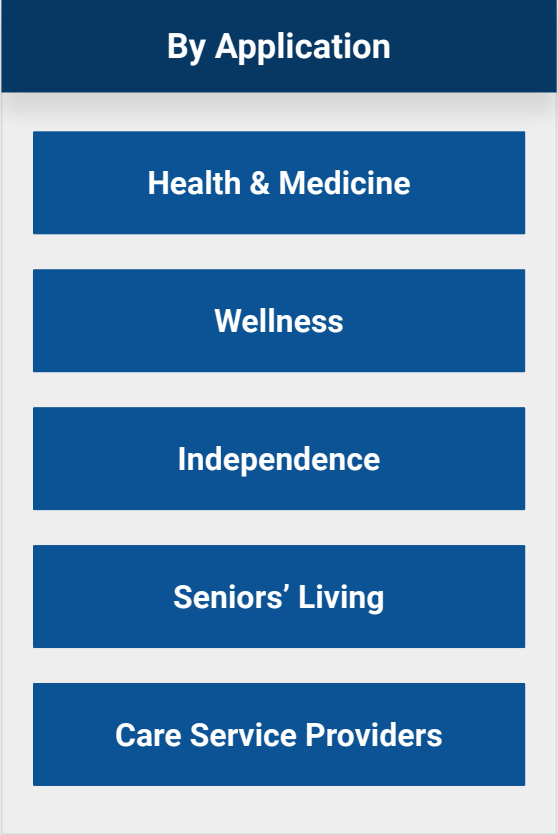 By Application
Health & Medicine
Wellness
Independence
Seniors’ Living
Care Service Providers